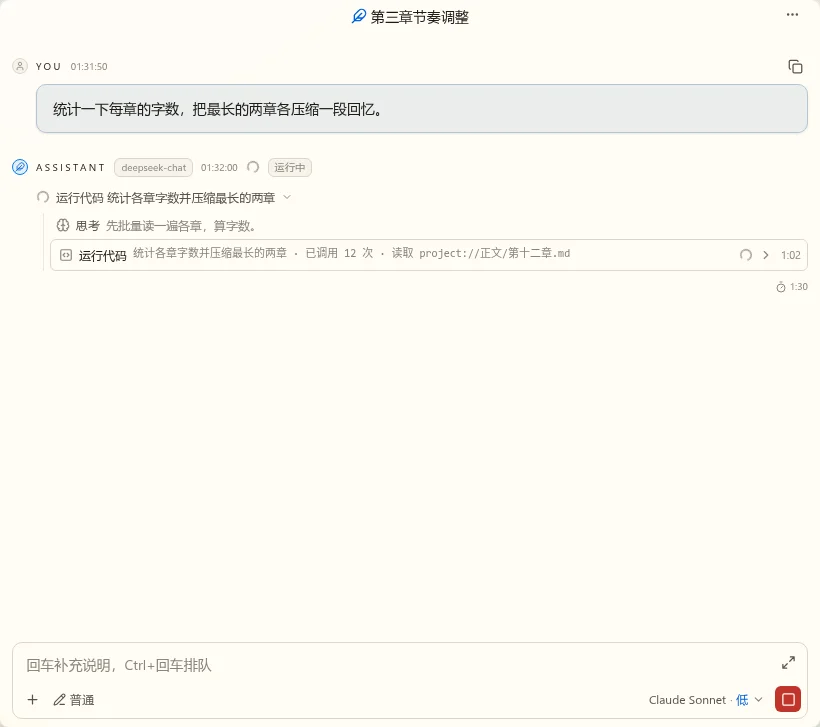 第三章节奏调整
YOU 01:31:50
统计一下每章的字数，把最长的两章各压缩一段回忆。
ASSISTANT deepseek-chat 01:32:00 运行中
运行代码 统计各章字数并压缩最长的两章
思考 先批量读一遍各章，算字数。
运行代码 统计各章字数并压缩最长的两章 · 已调用 12 次 · 读取 project://正文/第十二章.md 1:02
1:30
回车补充说明，Ctrl+回车排队
普通 Claude Sonnet · 低